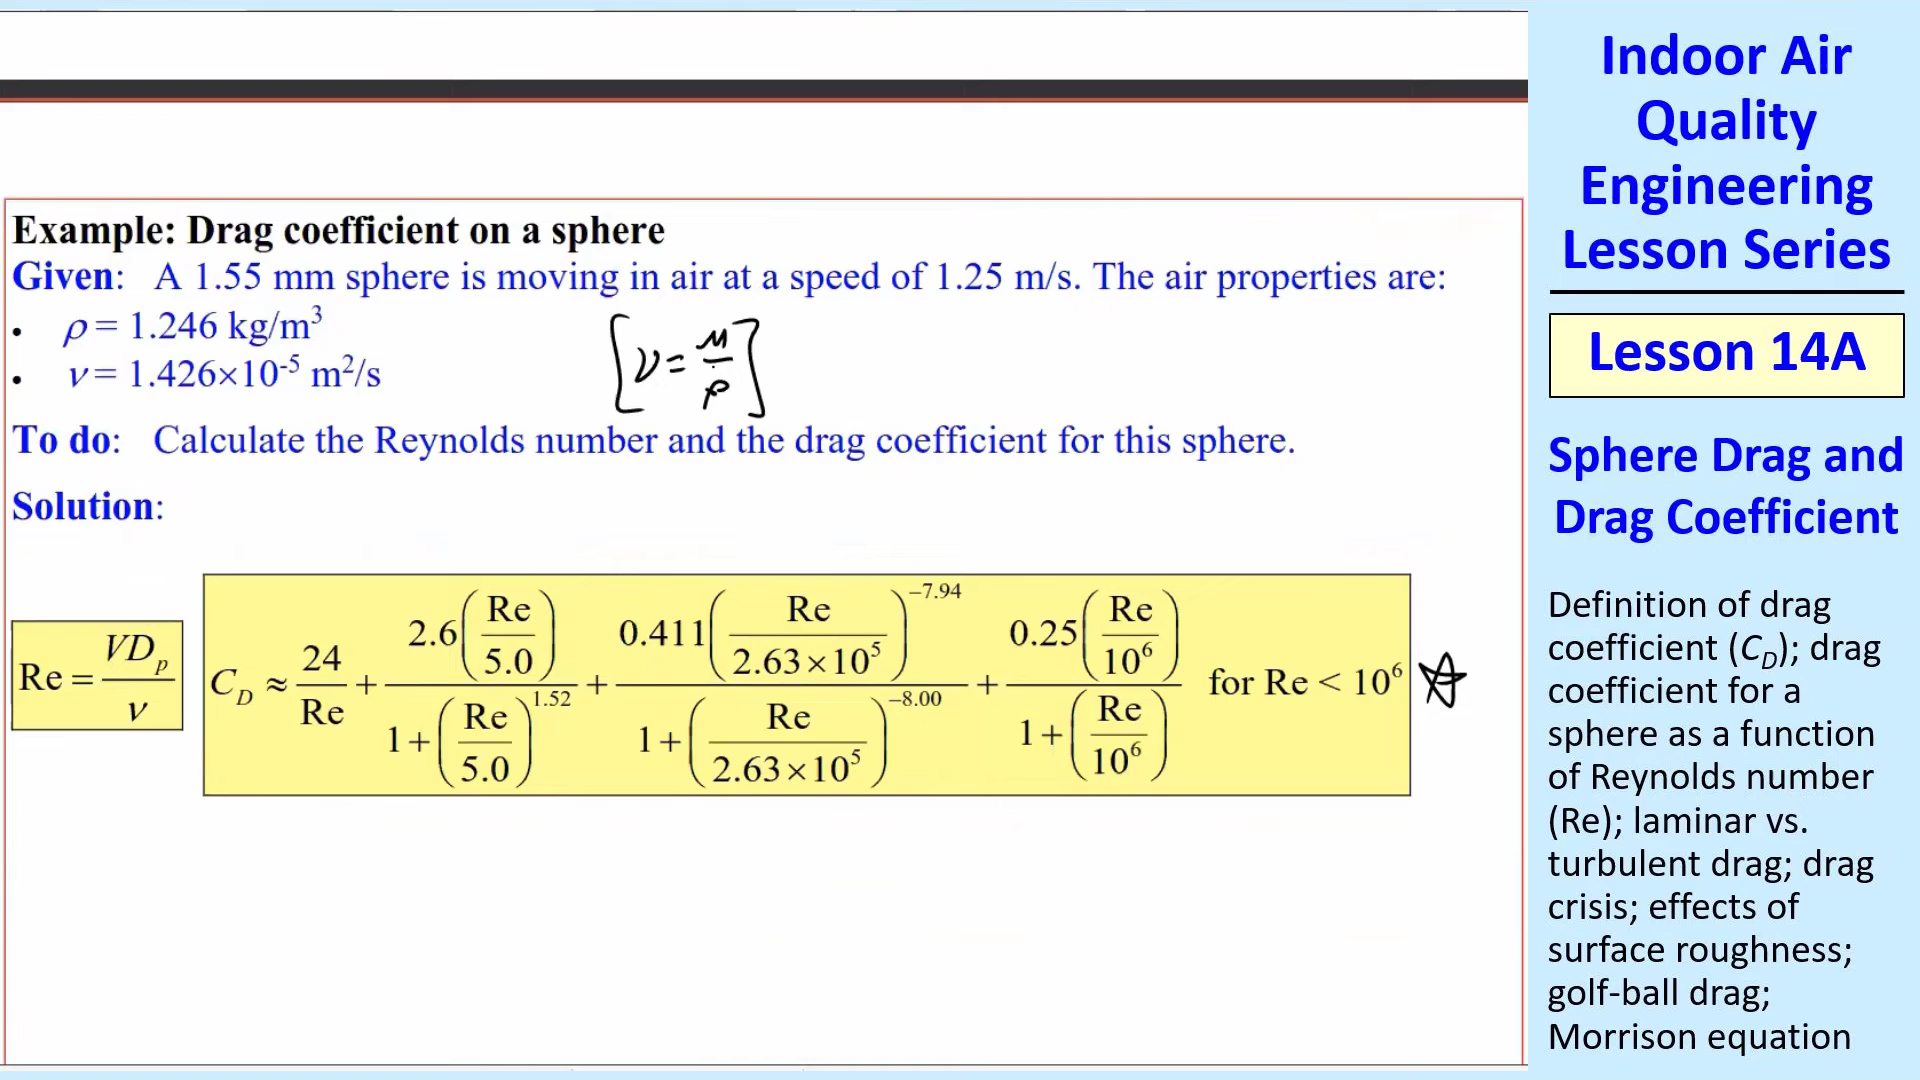 Example: Drag coefficient on a sphere
Given: A 1.55 mm sphere is moving in air at a speed of 1.25 m/s. The air properties are:
• ρ = 1.246 kg/m³
• ν = 1.426×10⁻⁵ m²/s
[ν = μ/ρ]
To do: Calculate the Reynolds number and the drag coefficient for this sphere.
Solution:
Re = VD_p/ν
C_D ≈ 24/Re + 2.6(Re/5.0)/(1+(Re/5.0)^1.52) + 0.411(Re/(2.63×10⁵))^−7.94/(1+(Re/(2.63×10⁵))^−8.00) + 0.25(Re/10⁶)/(1+(Re/10⁶)) for Re < 10⁶
Indoor Air
Quality
Engineering
Lesson Series
Lesson 14A
Sphere Drag and
Drag Coefficient
Definition of drag
coefficient (C_D); drag
coefficient for a
sphere as a function
of Reynolds number
(Re); laminar vs.
turbulent drag; drag
crisis; effects of
surface roughness;
golf-ball drag;
Morrison equation